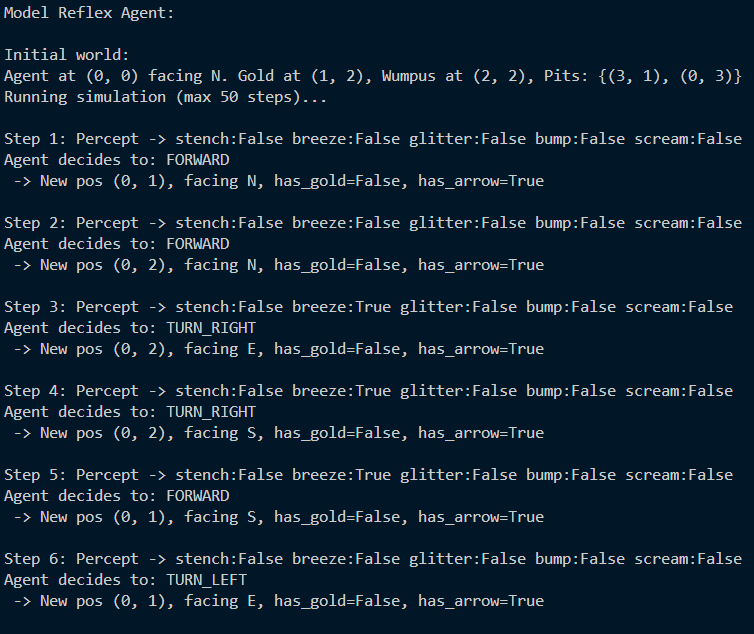 Model Reflex Agent:
Initial world:
Agent at (0, 0) facing N. Gold at (1, 2), Wumpus at (2, 2), Pits: {(3, 1), (0, 3)}
Running simulation (max 50 steps)...
Step 1: Percept -> stench:False breeze:False glitter:False bump:False scream:False
Agent decides to: FORWARD
 -> New pos (0, 1), facing N, has_gold=False, has_arrow=True
Step 2: Percept -> stench:False breeze:False glitter:False bump:False scream:False
Agent decides to: FORWARD
 -> New pos (0, 2), facing N, has_gold=False, has_arrow=True
Step 3: Percept -> stench:False breeze:True glitter:False bump:False scream:False
Agent decides to: TURN_RIGHT
 -> New pos (0, 2), facing E, has_gold=False, has_arrow=True
Step 4: Percept -> stench:False breeze:True glitter:False bump:False scream:False
Agent decides to: TURN_RIGHT
 -> New pos (0, 2), facing S, has_gold=False, has_arrow=True
Step 5: Percept -> stench:False breeze:True glitter:False bump:False scream:False
Agent decides to: FORWARD
 -> New pos (0, 1), facing S, has_gold=False, has_arrow=True
Step 6: Percept -> stench:False breeze:False glitter:False bump:False scream:False
Agent decides to: TURN_LEFT
 -> New pos (0, 1), facing E, has_gold=False, has_arrow=True